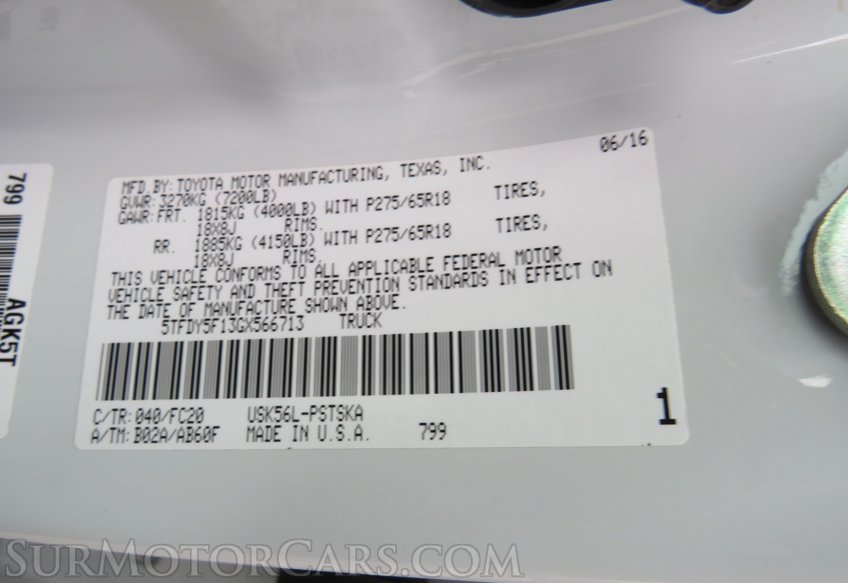 06/16
MFD.BY: TOYOTA MOTOR MANUFACTURING, TEXAS, INC.
GVWR: 3270KG (7200LB)
GAWR: FRT. 1815KG (4000LB) WITH P275/65R18 TIRES,
18X8J RIMS.
RR. 1885KG (4150LB) WITH P275/65R18 TIRES,
18X8J RIMS.
THIS VEHICLE CONFORMS TO ALL APPLICABLE FEDERAL MOTOR
VEHICLE SAFETY AND THEFT PREVENTION STANDARDS IN EFFECT ON
THE DATE OF MANUFACTURE SHOWN ABOVE.
5TFDY5F13GX566713 TRUCK
C/TR: 040/FC20 USK56L-PSTSKA
A/TM: B02A/AB60F MADE IN U.S.A. 799
1
799
AGK5T
SurMotorCars.com